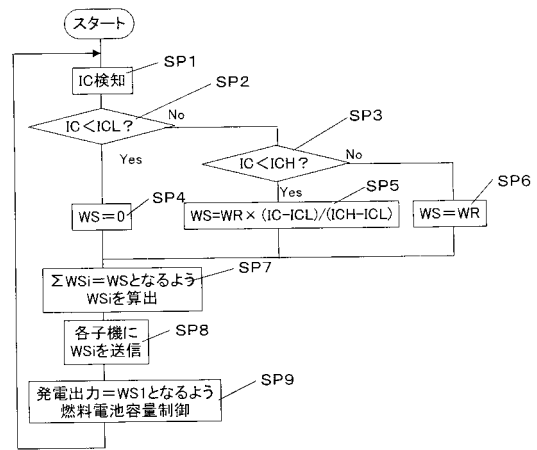 スタート
IC検知
SP1
IC<ICL?
SP2
No
Yes
IC<ICH?
SP3
No
Yes
WS=0
SP4
WS=WR×(IC-ICL)/(ICH-ICL)
SP5
WS=WR
SP6
ΣWSi=WSとなるよう
WSiを算出
SP7
各子機に
WSiを送信
SP8
発電出力=WS1となるよう
燃料電池容量制御
SP9